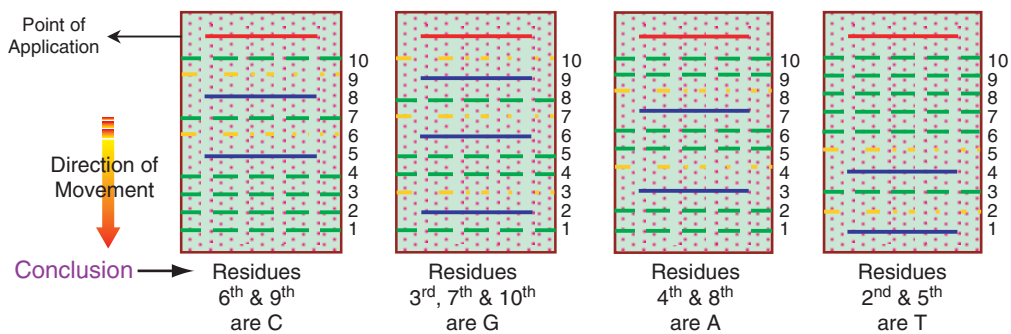 Point of
Application
10
9
8
7
6
5
4
3
2
1
10
9
8
7
6
5
4
3
2
1
10
9
8
7
6
5
4
3
2
1
10
9
8
7
6
5
4
3
2
1
Direction of
Movement
Conclusion
Residues
6th & 9th
are C
Residues
3rd, 7th & 10th
are G
Residues
4th & 8th
are A
Residues
2nd & 5th
are T